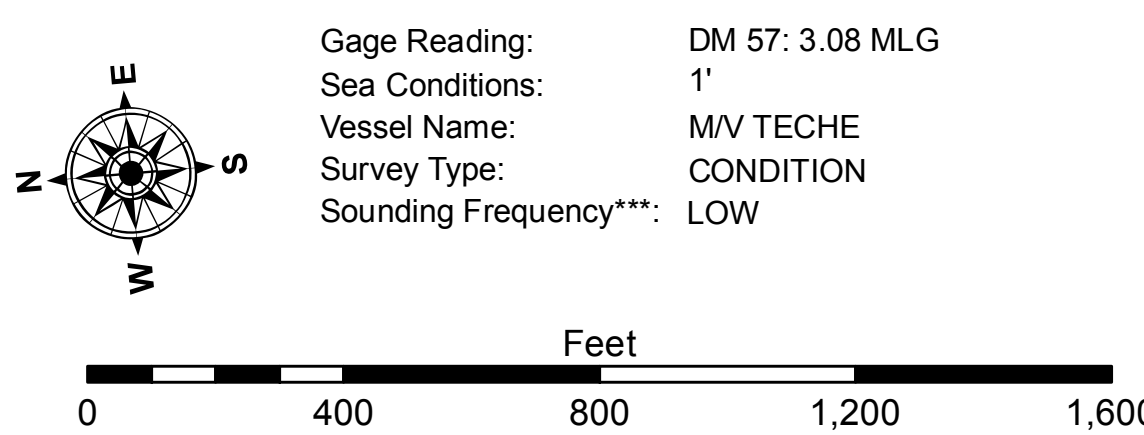 Gage Reading: DM 57: 3.08 MLG
Sea Conditions: 1'
Vessel Name: M/V TECHE
Survey Type: CONDITION
Sounding Frequency***: LOW
E
N
S
W
Feet
0 400 800 1,200 1,600